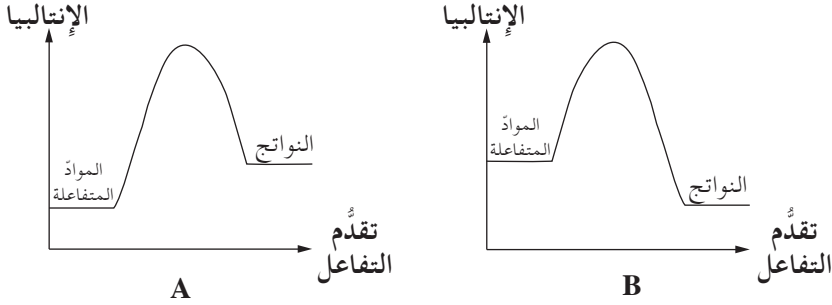 الإنتالبيا
الموادّ
المتفاعلة
النواتج
تقدُّم
التفاعل
A
الإنتالبيا
الموادّ
المتفاعلة
النواتج
تقدُّم
التفاعل
B